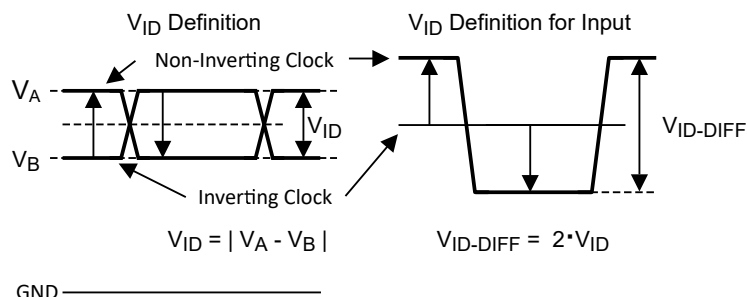 V_ID Definition
V_ID Definition for Input
Non-Inverting Clock
V_A
V_B
V_ID
V_ID-DIFF
Inverting Clock
V_ID = | V_A - V_B |
V_ID-DIFF = 2·V_ID
GND